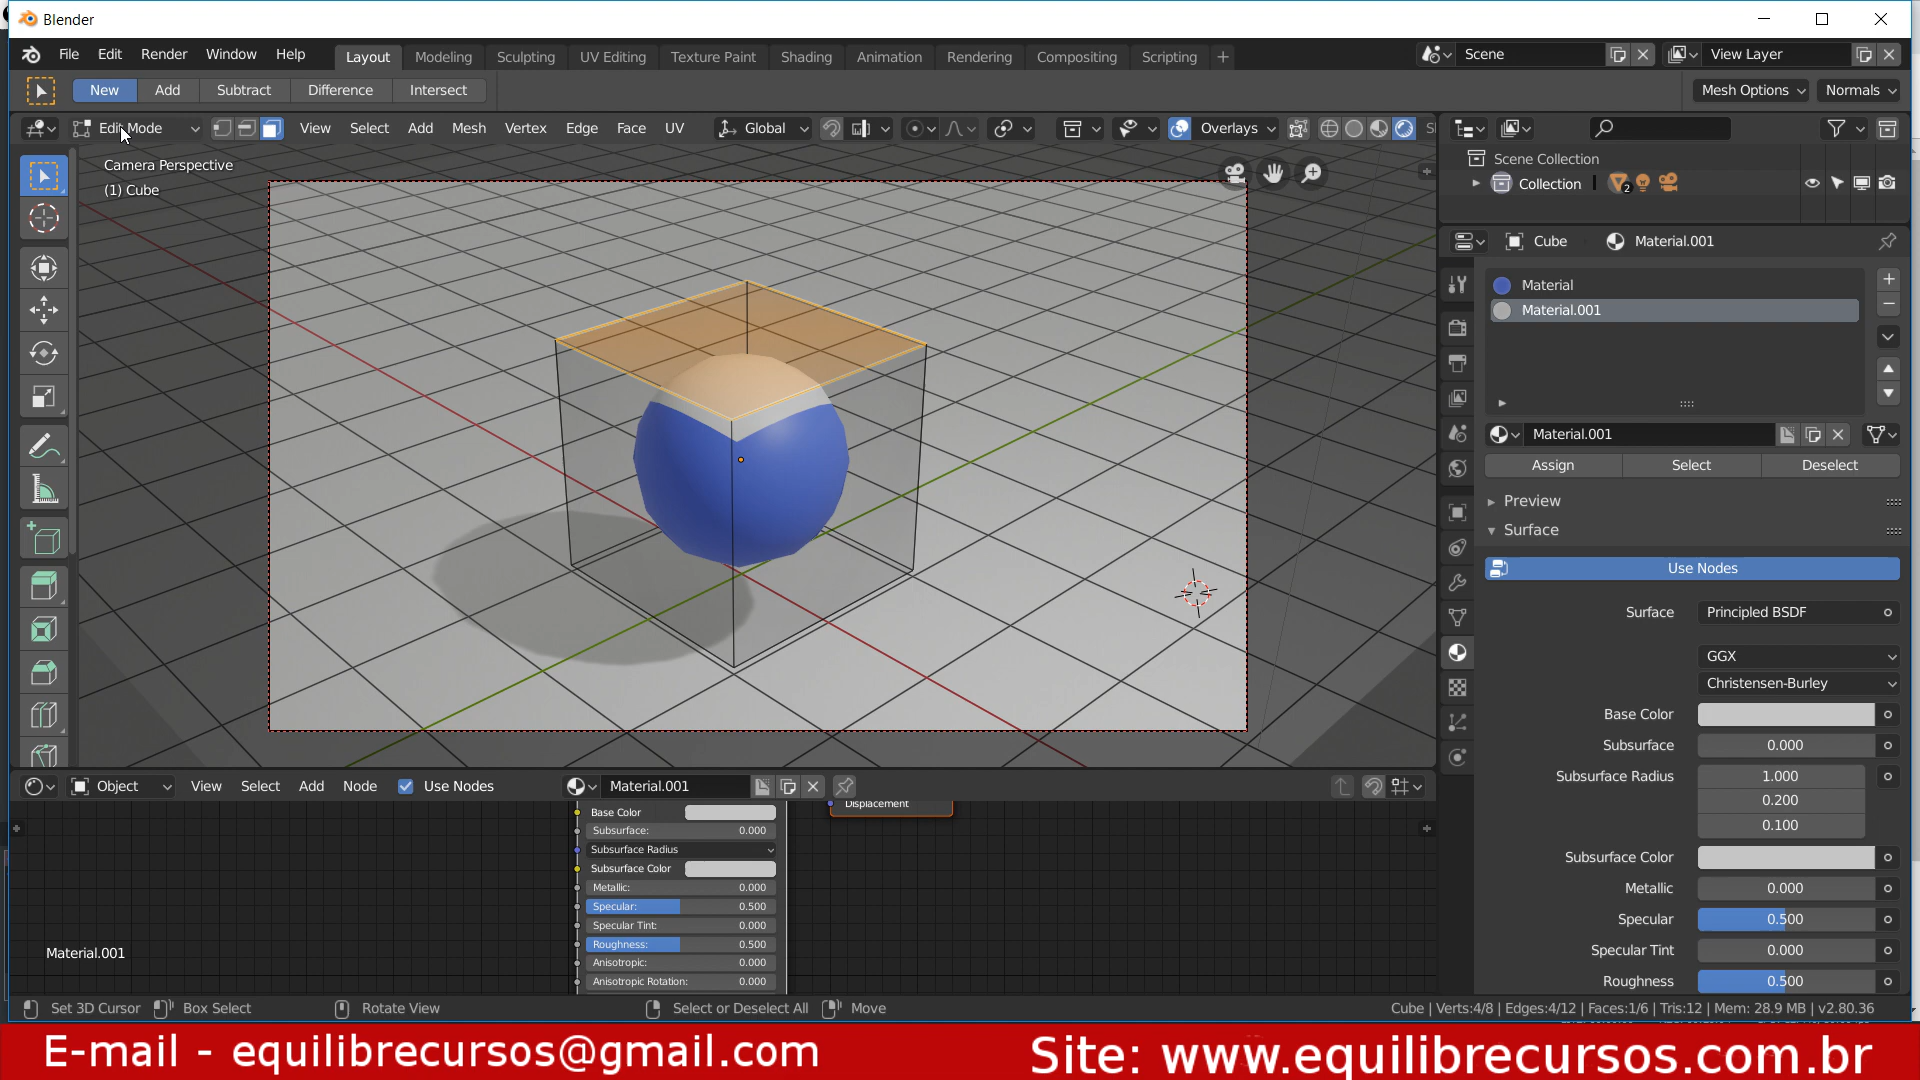 Blender
File Edit Render Window Help Layout Modeling Sculpting UV Editing Texture Paint Shading Animation Rendering Compositing Scripting + Scene View Layer
New Add Subtract Difference Intersect Mesh Options Normals
Edit Mode View Select Add Mesh Vertex Edge Face UV Global Overlays
Camera Perspective
(1) Cube
Scene Collection
Collection 2
Cube Material.001
Material
Material.001
Material.001
Assign Select Deselect
Preview
Surface
Use Nodes
Surface Principled BSDF
GGX
Christensen-Burley
Base Color
Subsurface 0.000
Subsurface Radius 1.000
0.200
0.100
Subsurface Color
Metallic 0.000
Specular 0.500
Specular Tint 0.000
Roughness 0.500
Object View Select Add Node Use Nodes Material.001
Displacement
Base Color
Subsurface: 0.000
Subsurface Radius
Subsurface Color
Metallic: 0.000
Specular: 0.500
Specular Tint: 0.000
Roughness: 0.500
Anisotropic: 0.000
Anisotropic Rotation: 0.000
Material.001
Set 3D Cursor Box Select Rotate View Select or Deselect All Move Cube | Verts:4/8 | Edges:4/12 | Faces:1/6 | Tris:12 | Mem: 28.9 MB | v2.80.36
E-mail - equilibrecursos@gmail.com
Site: www.equilibrecursos.com.br